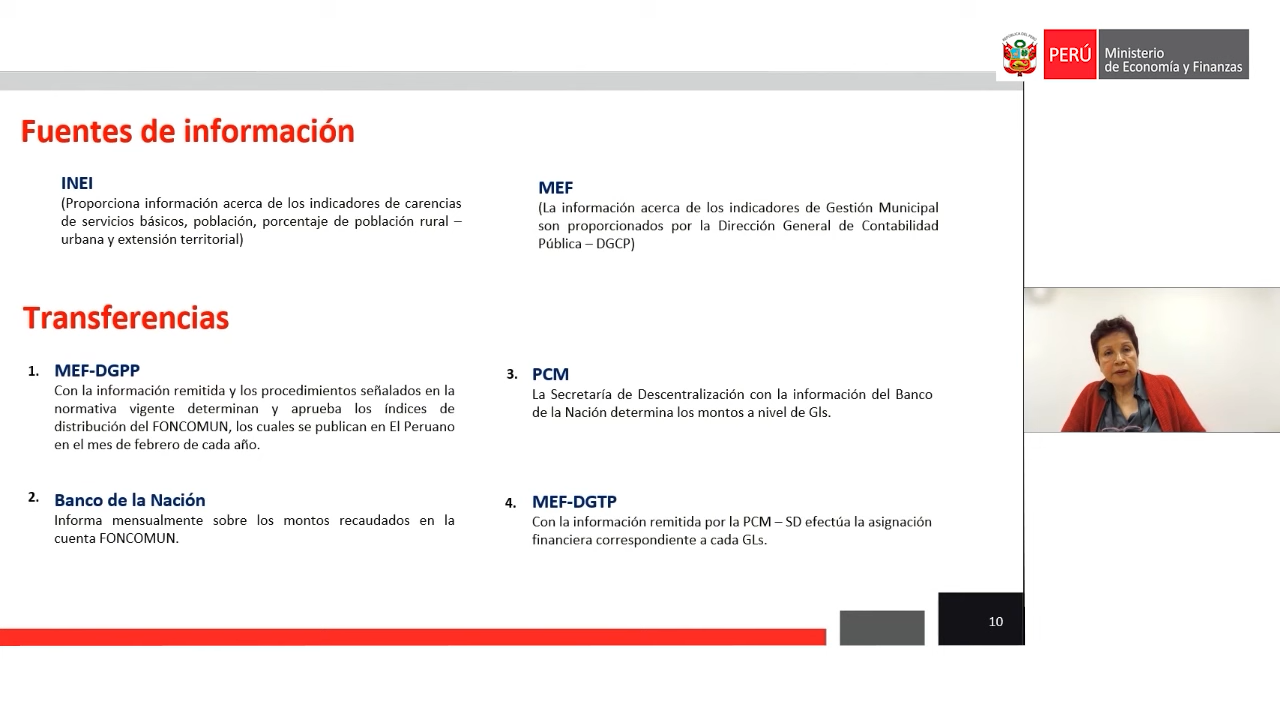 PERÚ
Ministerio
de Economía y Finanzas
Fuentes de información
INEI
(Proporciona información acerca de los indicadores de carencias
de servicios básicos, población, porcentaje de población rural –
urbana y extensión territorial)
MEF
(La información acerca de los indicadores de Gestión Municipal
son proporcionados por la Dirección General de Contabilidad
Pública – DGCP)
Transferencias
1. MEF-DGPP
Con la información remitida y los procedimientos señalados en la
normativa vigente determinan y aprueba los índices de
distribución del FONCOMUN, los cuales se publican en El Peruano
en el mes de febrero de cada año.
2. Banco de la Nación
Informa mensualmente sobre los montos recaudados en la
cuenta FONCOMUN.
3. PCM
La Secretaría de Descentralización con la información del Banco
de la Nación determina los montos a nivel de Gls.
4. MEF-DGTP
Con la información remitida por la PCM – SD efectúa la asignación
financiera correspondiente a cada GLs.
10